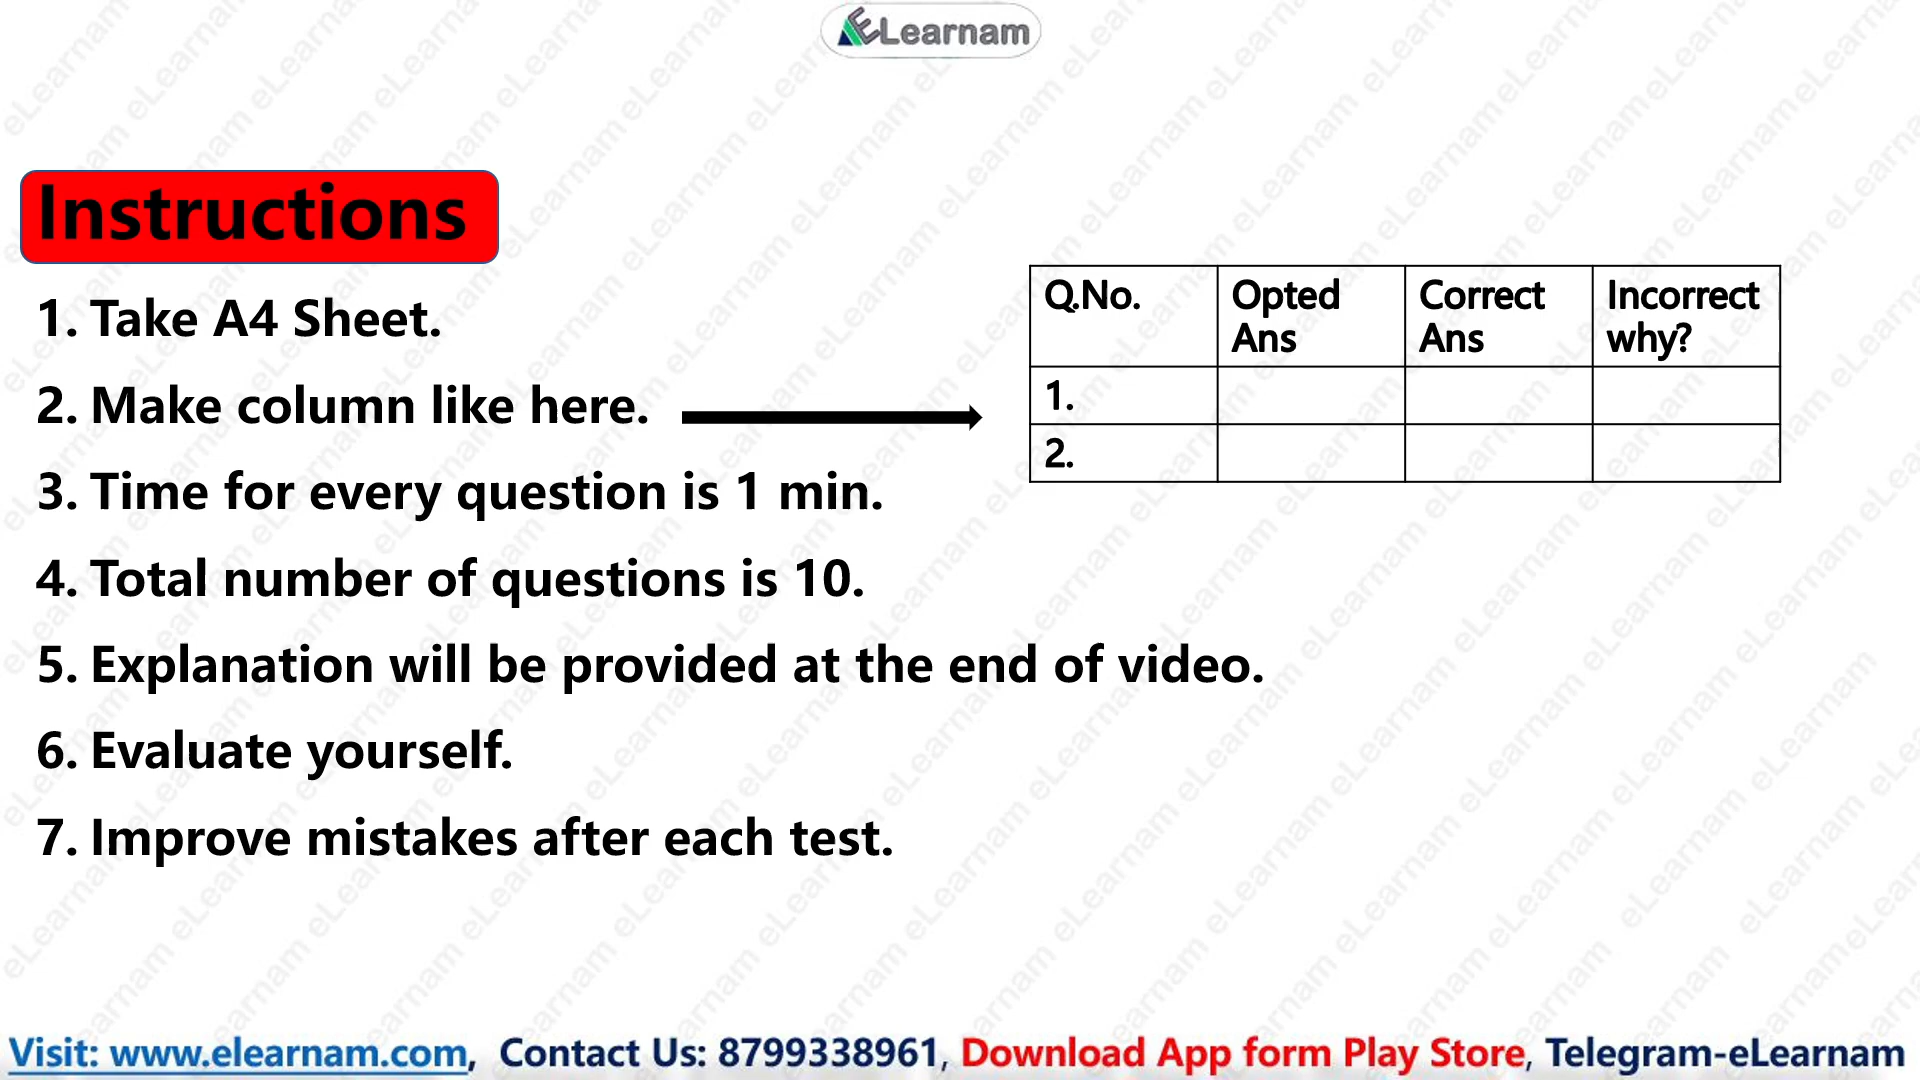 ELearnam
Instructions
1. Take A4 Sheet.
2. Make column like here.
3. Time for every question is 1 min.
4. Total number of questions is 10.
5. Explanation will be provided at the end of video.
6. Evaluate yourself.
7. Improve mistakes after each test.
Q.No. Opted Ans Correct Ans Incorrect why?
1.
2.
Visit: www.elearnam.com, Contact Us: 8799338961, Download App form Play Store, Telegram-eLearnam